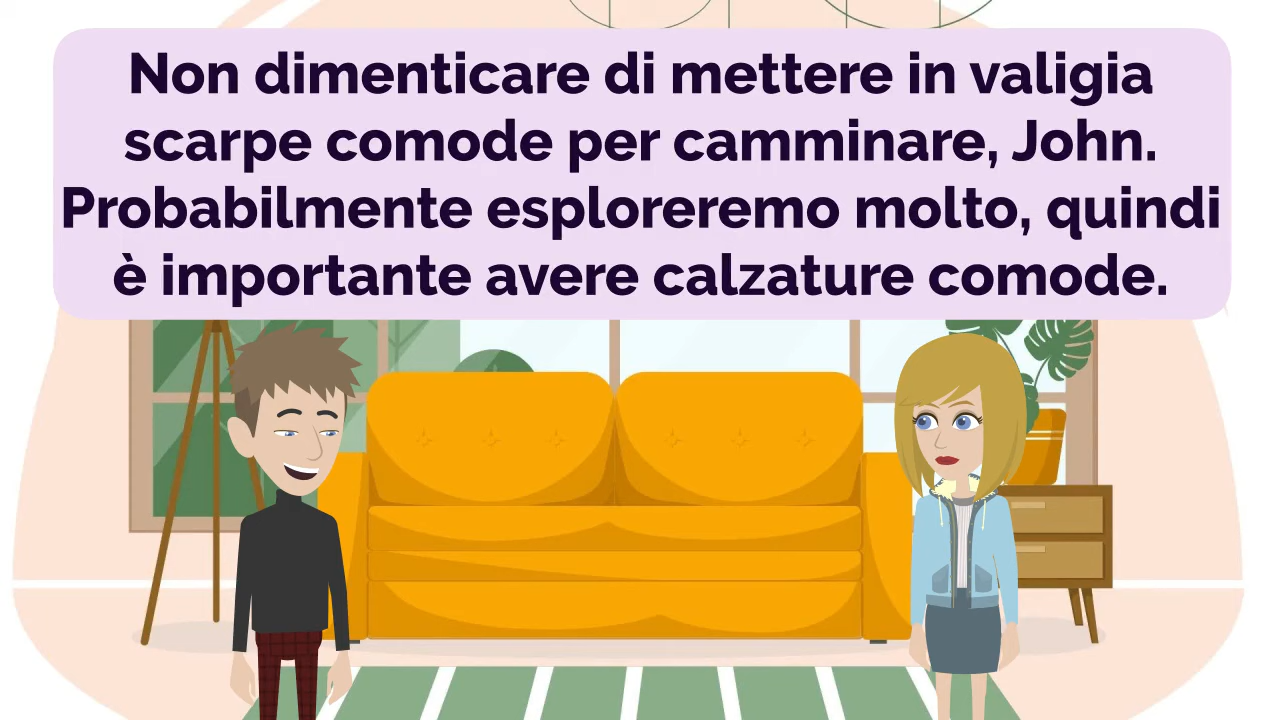 Non dimenticare di mettere in valigia
scarpe comode per camminare, John.
Probabilmente esploreremo molto, quindi
è importante avere calzature comode.